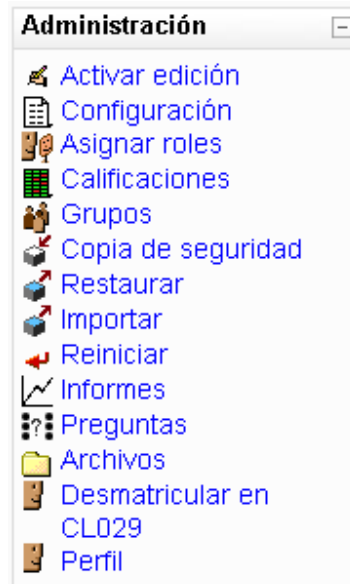 Administración
Activar edición
Configuración
Asignar roles
Calificaciones
Grupos
Copia de seguridad
Restaurar
Importar
Reiniciar
Informes
Preguntas
Archivos
Desmatricular en
CL029
Perfil